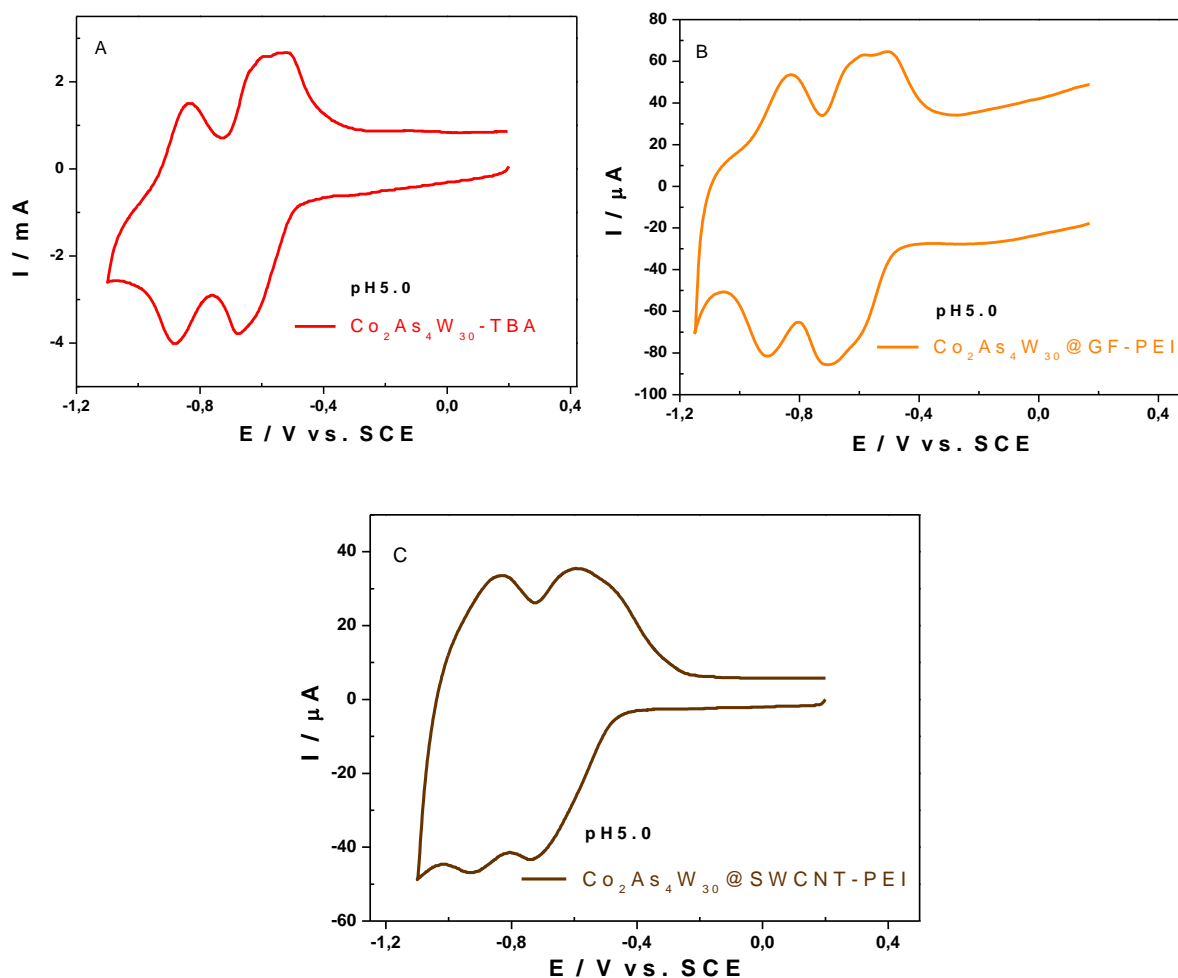 A
2
0
-2
-4
I / mA
pH5.0
Co₂As₄W₃₀-TBA
-1,2
-0,8
-0,4
0,0
0,4
E / V vs. SCE
B
80
60
40
20
0
-20
-40
-60
-80
-100
I / µA
pH5.0
Co₂As₄W₃₀@GF-PEI
-1,2
-0,8
-0,4
0,0
0,4
E / V vs. SCE
C
40
20
0
-20
-40
-60
I / µA
pH5.0
Co₂As₄W₃₀@SWCNT-PEI
-1,2
-0,8
-0,4
0,0
0,4
E / V vs. SCE